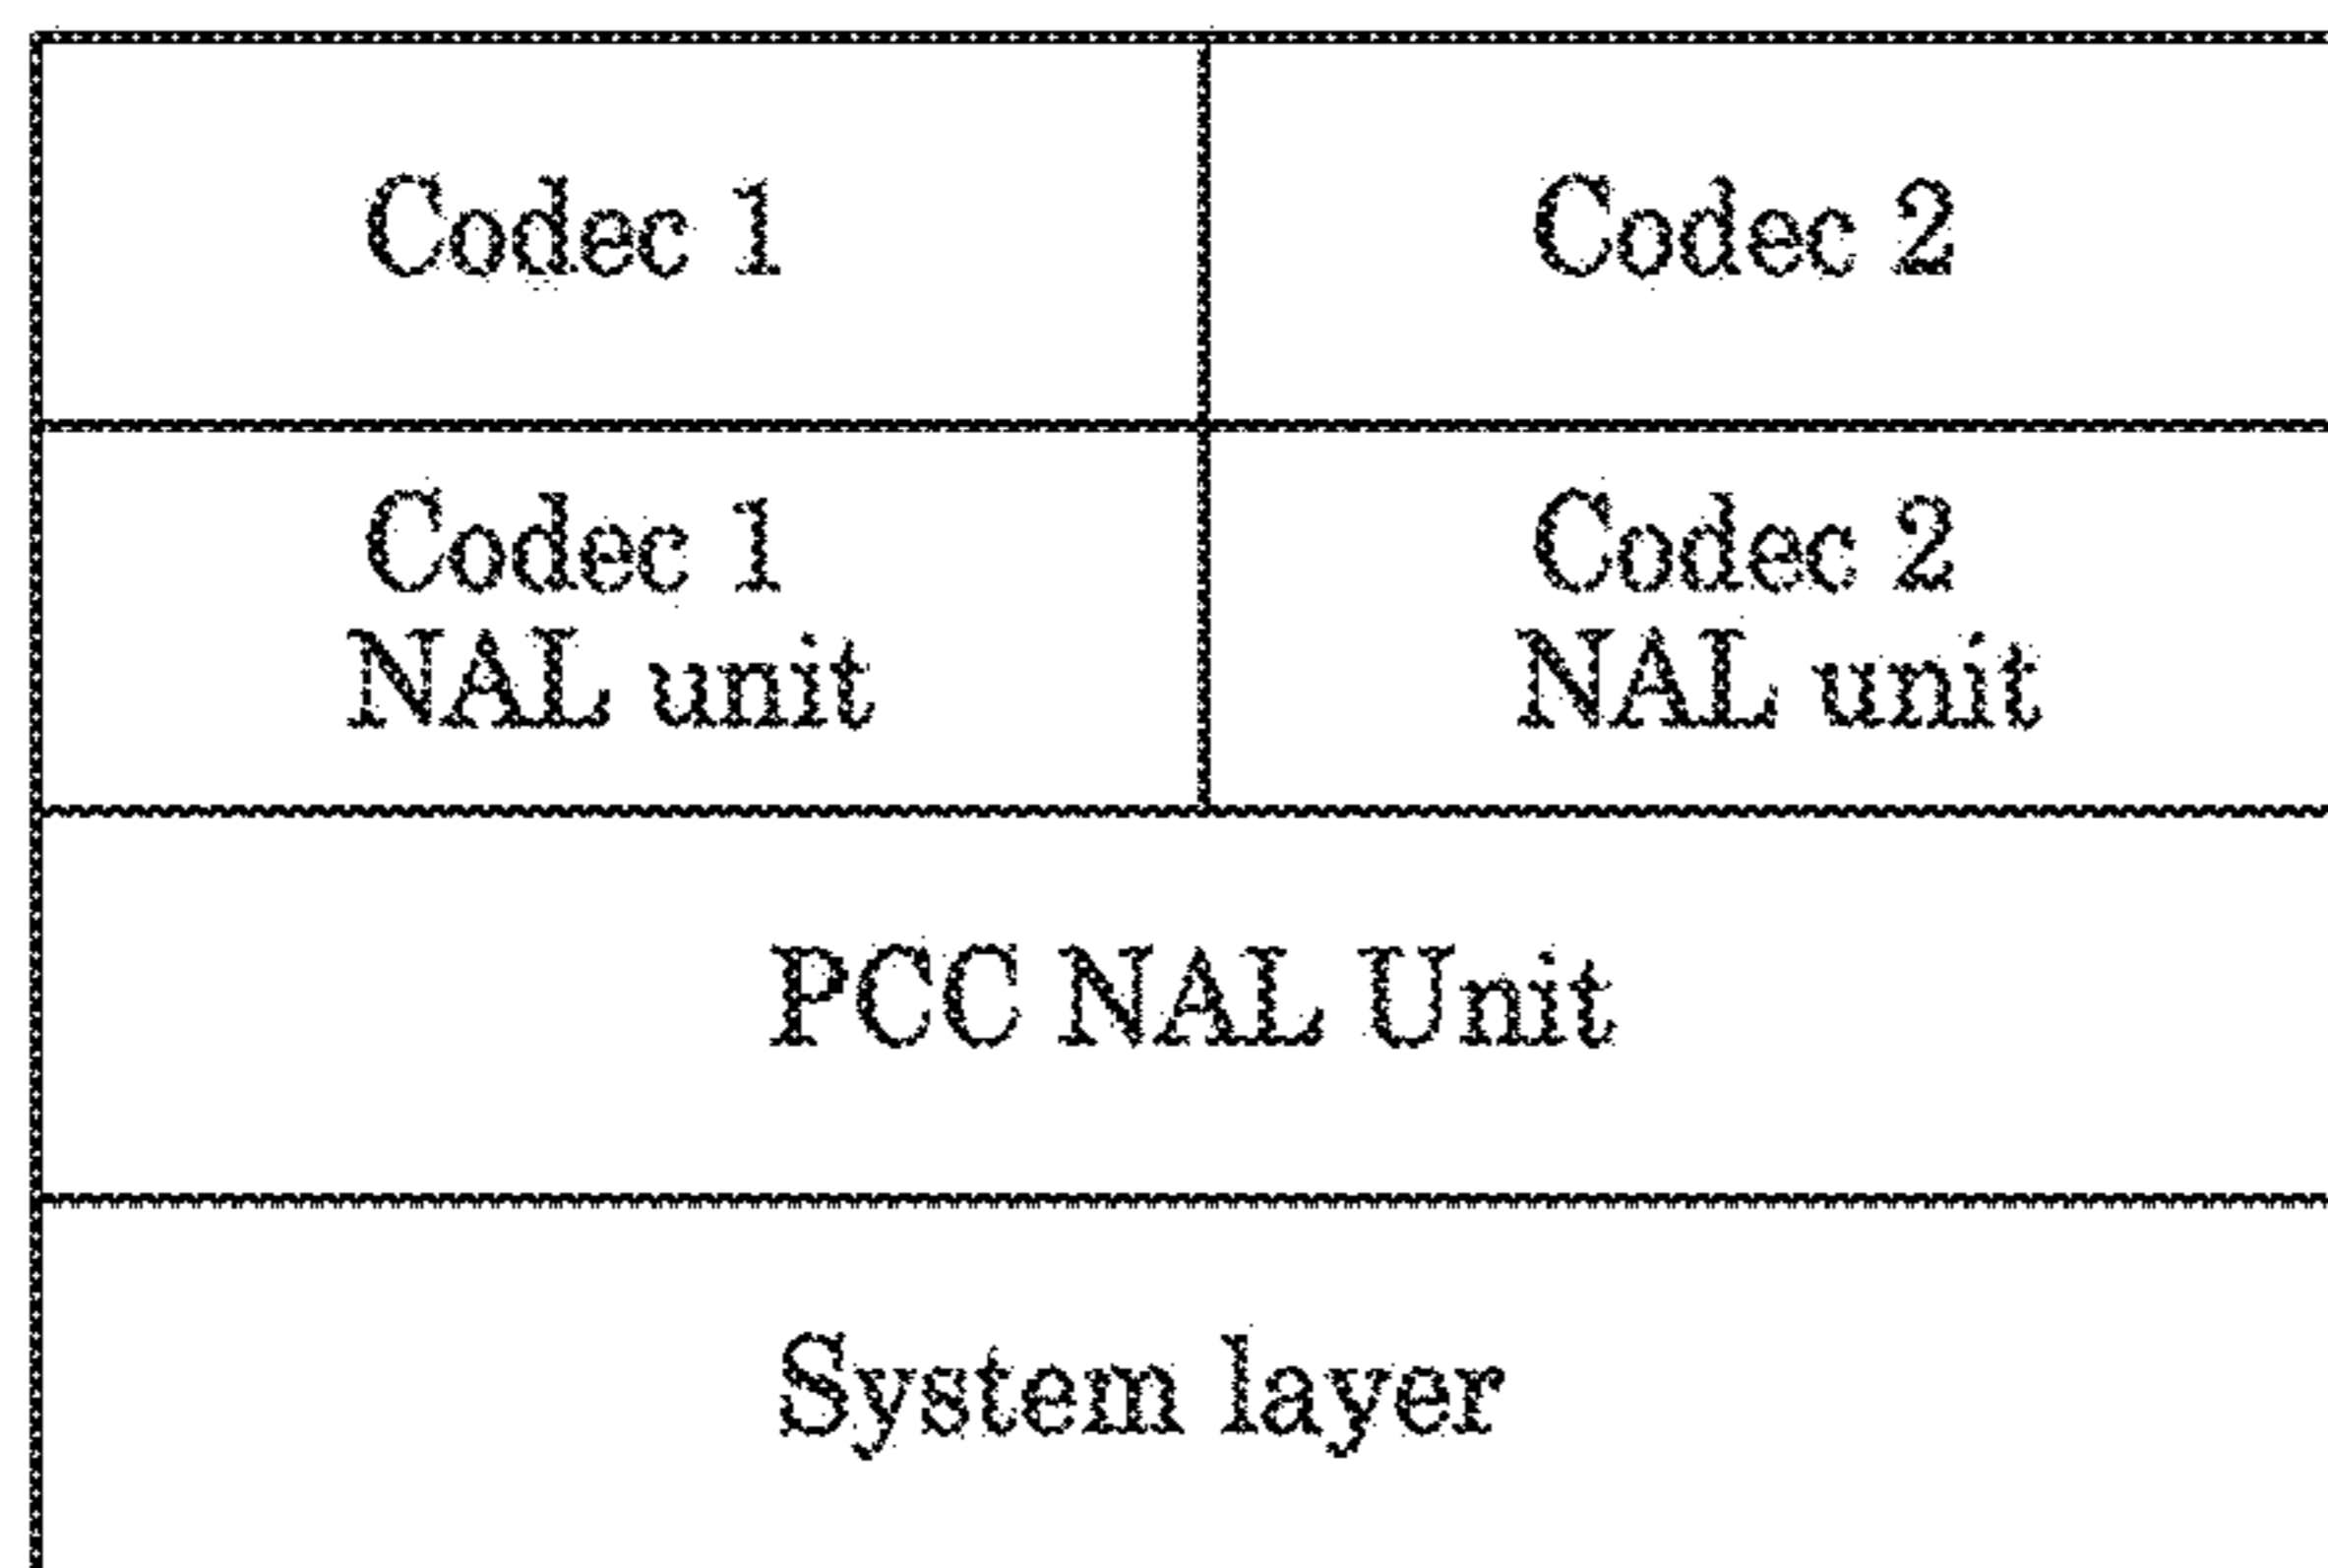 Codec 1
Codec 2
Codec 1
NAL unit
Codec 2
NAL unit
PCC NAL Unit
System layer